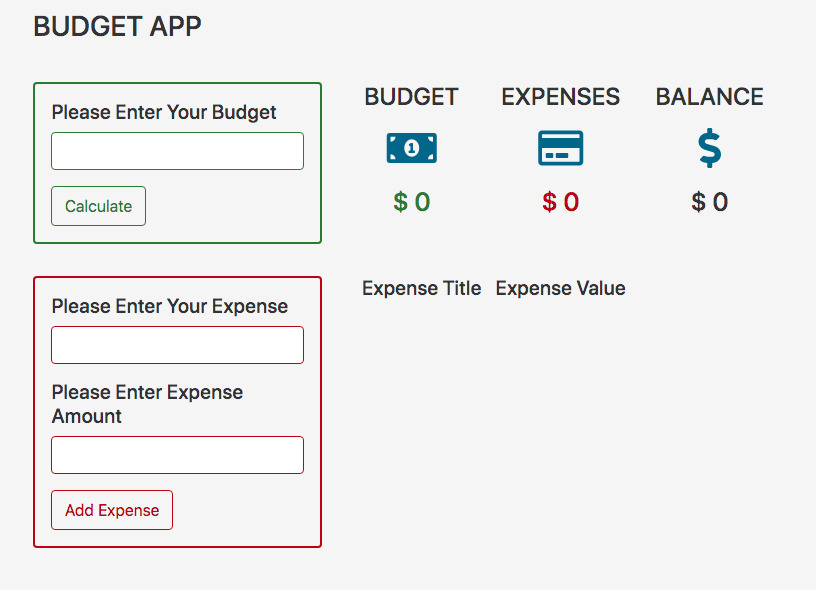 BUDGET APP
Please Enter Your Budget
Calculate
BUDGET EXPENSES BALANCE
1
$ 0 $ 0 $ 0
Please Enter Your Expense
Please Enter Expense
Amount
Add Expense
Expense Title Expense Value